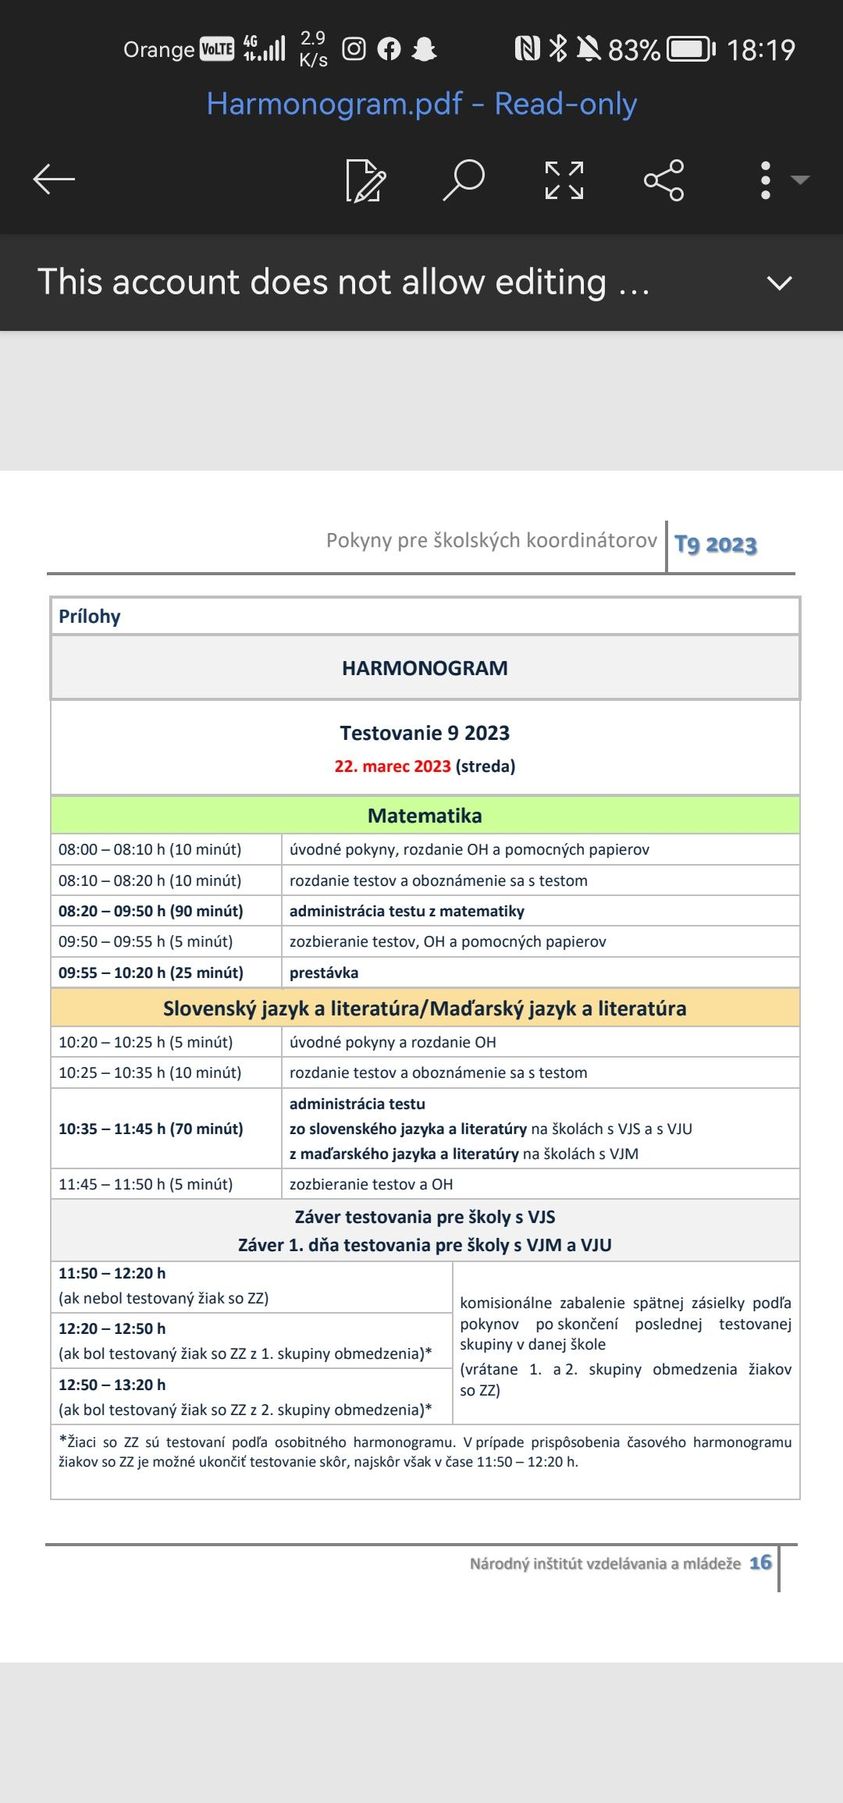 Orange VoLTE 4G 2.9 K/s 83% 18:19
Harmonogram.pdf - Read-only
This account does not allow editing ...
Pokyny pre školských koordinátorov T9 2023
Prílohy
HARMONOGRAM
Testovanie 9 2023
22. marec 2023 (streda)
Matematika
08:00 – 08:10 h (10 minút) úvodné pokyny, rozdanie OH a pomocných papierov
08:10 – 08:20 h (10 minút) rozdanie testov a oboznámenie sa s testom
08:20 – 09:50 h (90 minút) administrácia testu z matematiky
09:50 – 09:55 h (5 minút) zozbieranie testov, OH a pomocných papierov
09:55 – 10:20 h (25 minút) prestávka
Slovenský jazyk a literatúra/Maďarský jazyk a literatúra
10:20 – 10:25 h (5 minút) úvodné pokyny a rozdanie OH
10:25 – 10:35 h (10 minút) rozdanie testov a oboznámenie sa s testom
10:35 – 11:45 h (70 minút)
administrácia testu
zo slovenského jazyka a literatúry na školách s VJS a s VJU
z maďarského jazyka a literatúry na školách s VJM
11:45 – 11:50 h (5 minút) zozbieranie testov a OH
Záver testovania pre školy s VJS
Záver 1. dňa testovania pre školy s VJM a VJU
11:50 – 12:20 h
(ak nebol testovaný žiak so ZZ)
12:20 – 12:50 h
(ak bol testovaný žiak so ZZ z 1. skupiny obmedzenia)*
12:50 – 13:20 h
(ak bol testovaný žiak so ZZ z 2. skupiny obmedzenia)*
komisionálne zabalenie spätnej zásielky podľa
pokynov po skončení poslednej testovanej
skupiny v danej škole
(vrátane 1. a 2. skupiny obmedzenia žiakov
so ZZ)
*Žiaci so ZZ sú testovaní podľa osobitného harmonogramu. V prípade prispôsobenia časového harmonogramu
žiakov so ZZ je možné ukončiť testovanie skôr, najskôr však v čase 11:50 – 12:20 h.
Národný inštitút vzdelávania a mládeže 16